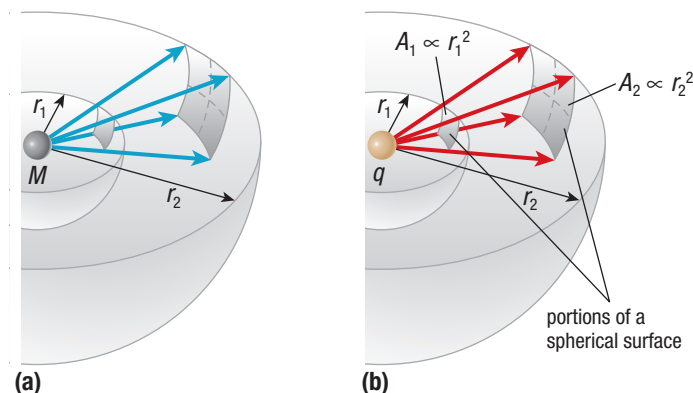 r₁
M
r₂
(a)
A₁ ∝ r₁²
r₁
A₂ ∝ r₂²
q
r₂
portions of a
spherical surface
(b)